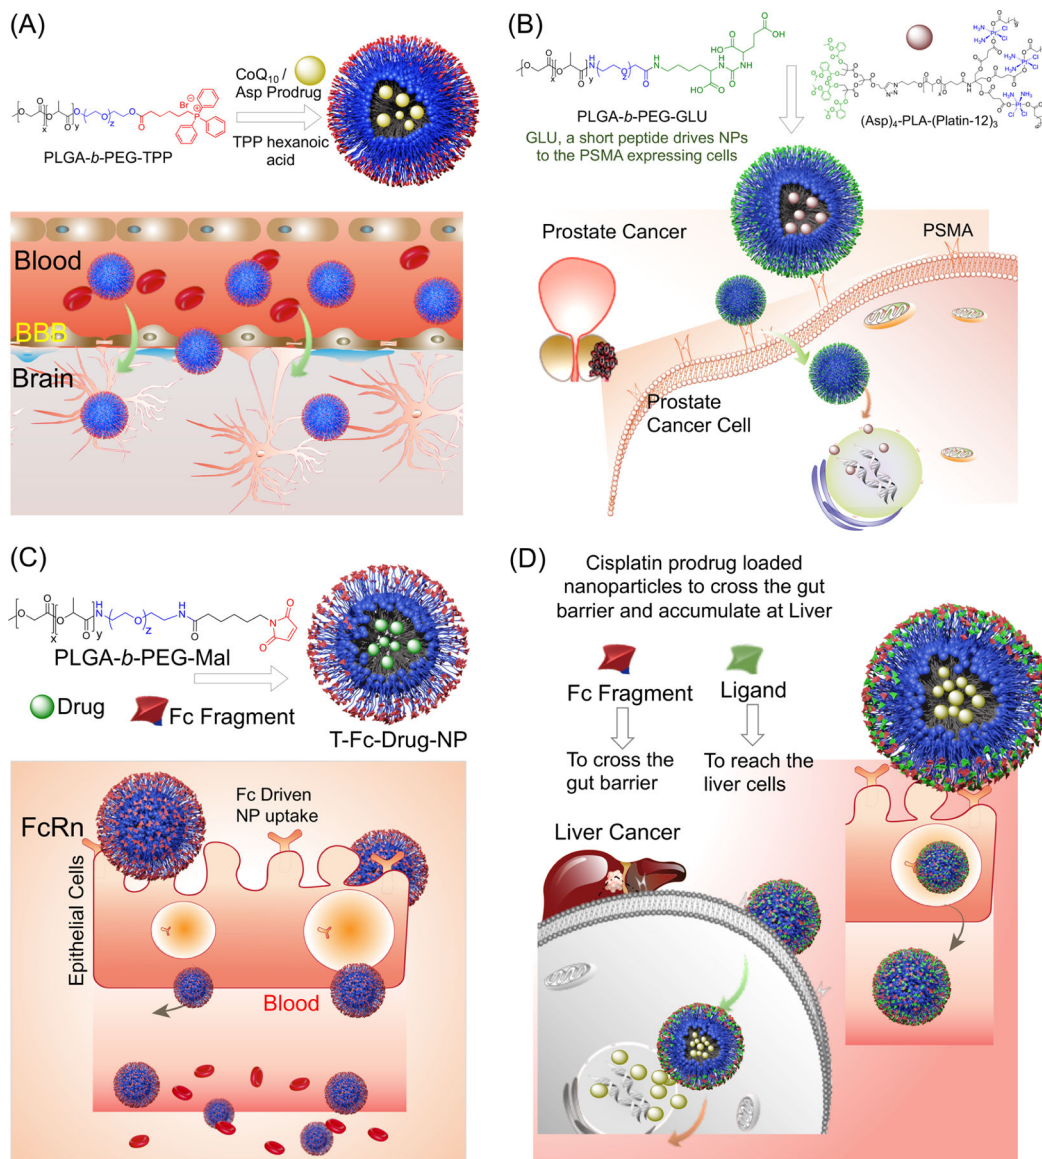 (A)
CoQ10 /
Asp Prodrug
TPP hexanoic
acid
PLGA-b-PEG-TPP
Blood
BBB
Brain
(B)
PLGA-b-PEG-GLU
GLU, a short peptide drives NPs
to the PSMA expressing cells
(Asp)4-PLA-(Platin-12)3
Prostate Cancer
PSMA
Prostate
Cancer Cell
(C)
PLGA-b-PEG-Mal
Drug
Fc Fragment
T-Fc-Drug-NP
FcRn
Fc Driven
NP uptake
Epithelial Cells
Blood
(D)
Cisplatin prodrug loaded
nanoparticles to cross the gut
barrier and accumulate at Liver
Fc Fragment
Ligand
To cross the
gut barrier
To reach the
liver cells
Liver Cancer